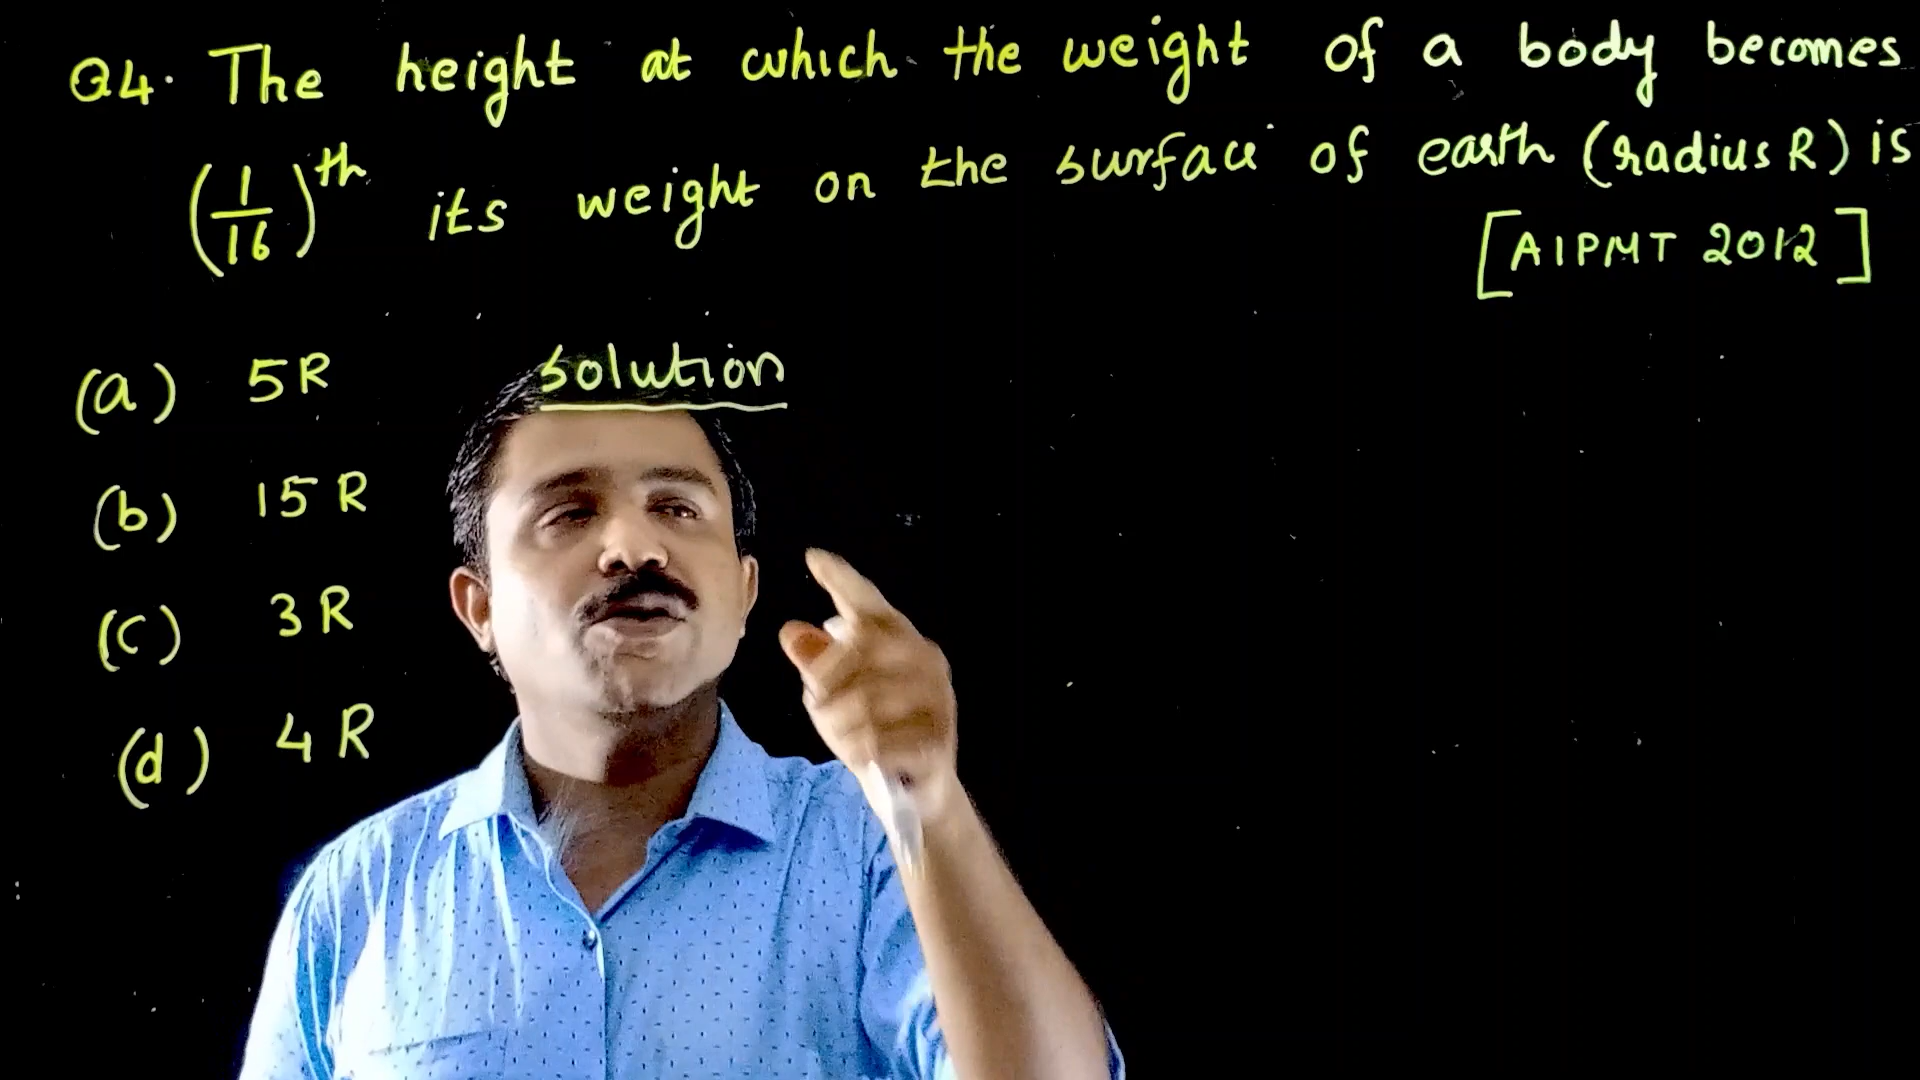 Q4. The height at which the weight of a body becomes
(1/16)th its weight on the surface of earth (radius R) is
[AIPMT 2012]
Solution
(a) 5R
(b) 15R
(c) 3R
(d) 4R